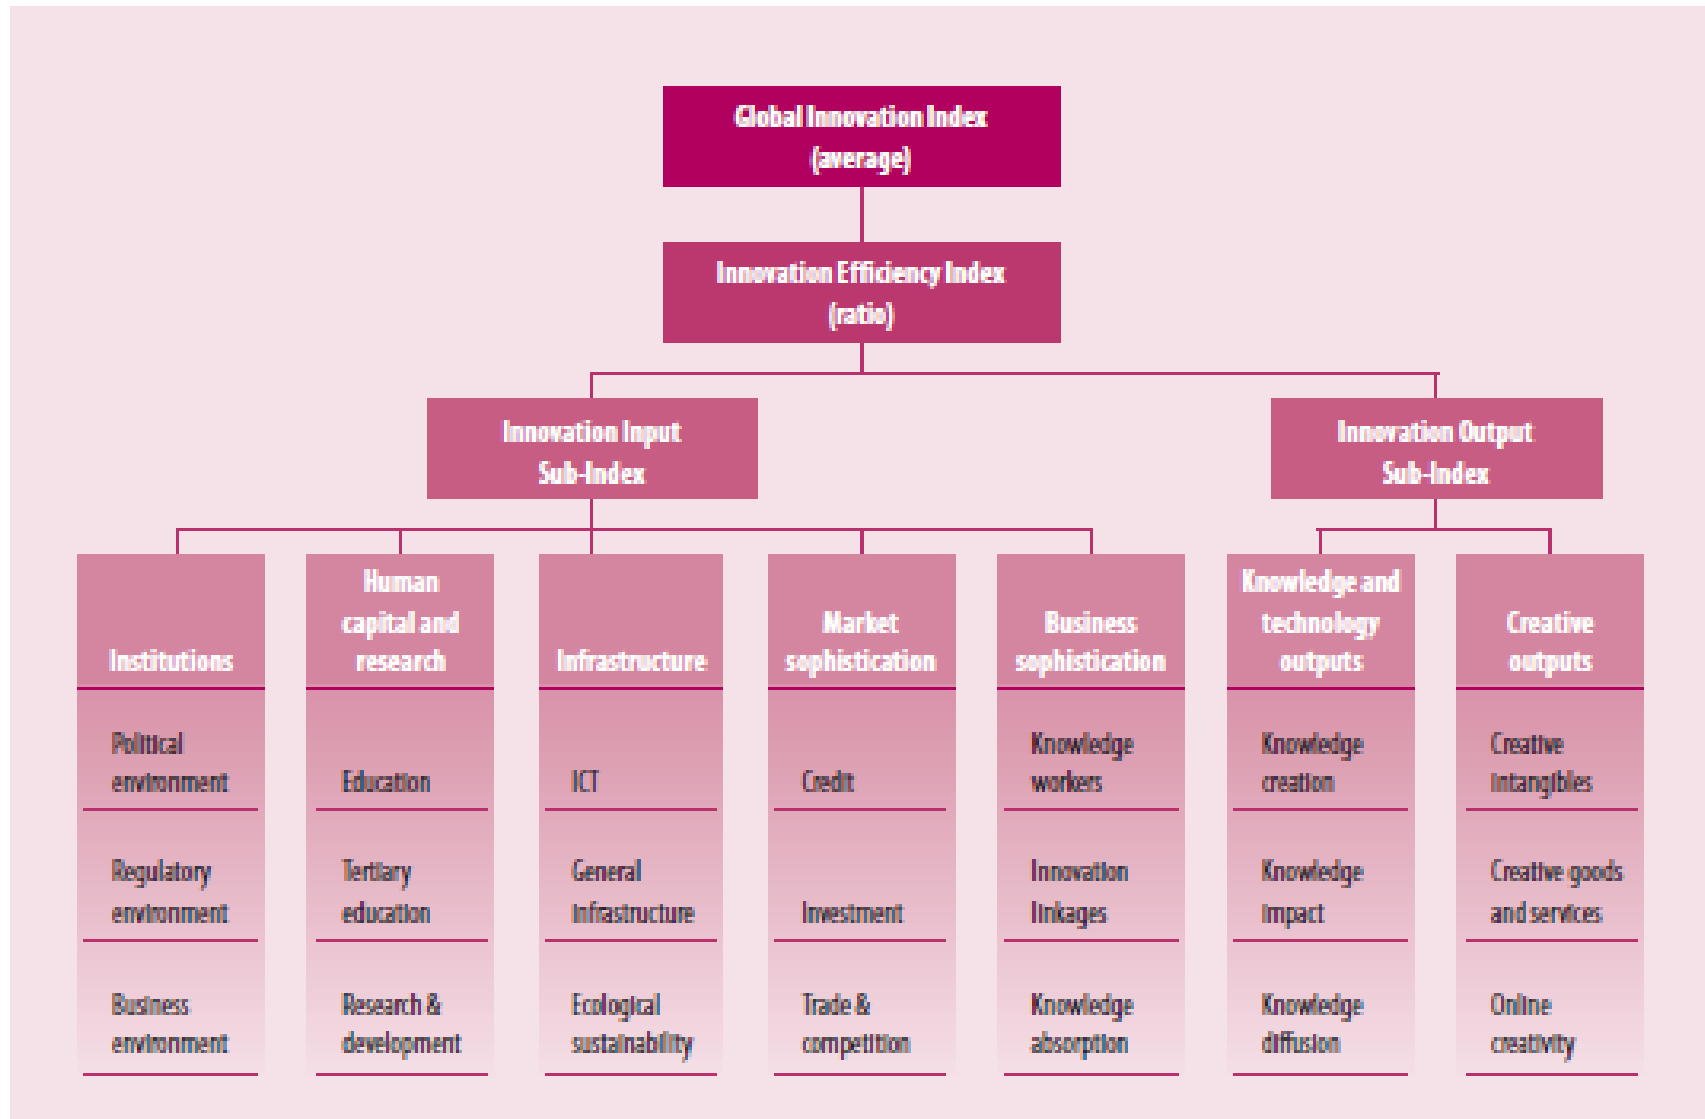 Global Innovation Index
(average)
Innovation Efficiency Index
(ratio)
Innovation Input
Sub-Index
Innovation Output
Sub-Index
Institutions
Human
capital and
research
Infrastructure
Market
sophistication
Business
sophistication
Knowledge and
technology
outputs
Creative
outputs
Political
environment
Education
ICT
Credit
Knowledge
workers
Knowledge
creation
Creative
intangibles
Regulatory
environment
Tertiary
education
General
infrastructure
Investment
Innovation
linkages
Knowledge
impact
Creative goods
and services
Business
environment
Research &
development
Ecological
sustainability
Trade &
competition
Knowledge
absorption
Knowledge
diffusion
Online
creativity